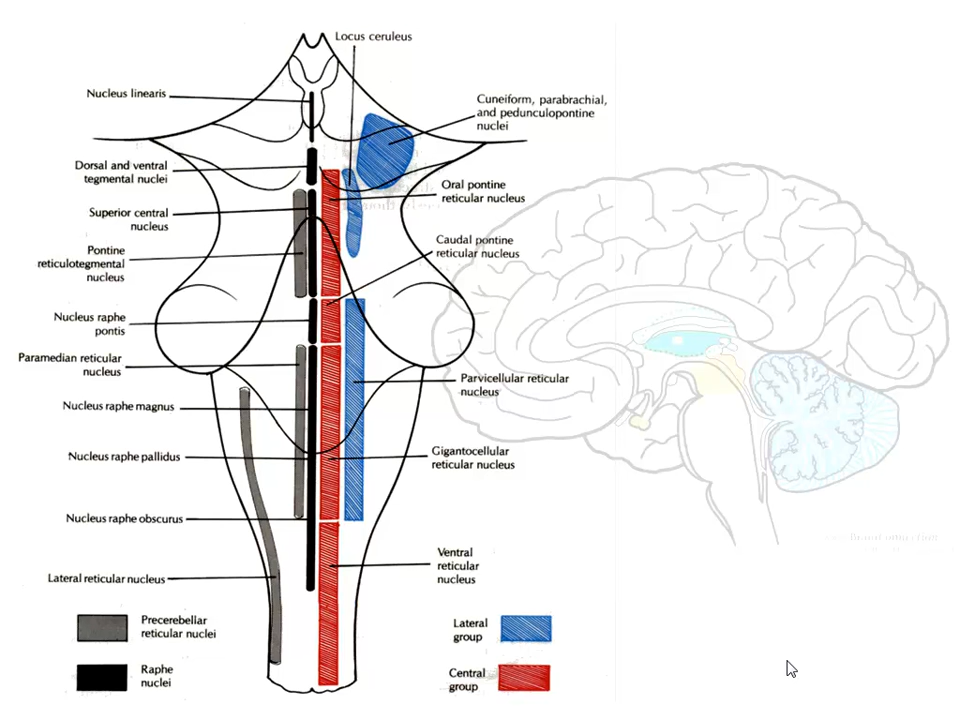 Locus ceruleus
Nucleus linearis
Cuneiform, parabrachial,
and pedunculopontine
nuclei
Dorsal and ventral
tegmental nuclei
Oral pontine
reticular nucleus
Superior central
nucleus
Caudal pontine
reticular nucleus
Pontine
reticulotegmental
nucleus
Nucleus raphe
pontis
Paramedian reticular
nucleus
Parvicellular reticular
nucleus
Nucleus raphe magnus
Nucleus raphe pallidus
Gigantocellular
reticular nucleus
Nucleus raphe obscurus
Ventral
reticular
nucleus
Lateral reticular nucleus
Precerebellar
reticular nuclei
Lateral
group
Raphe
nuclei
Central
group